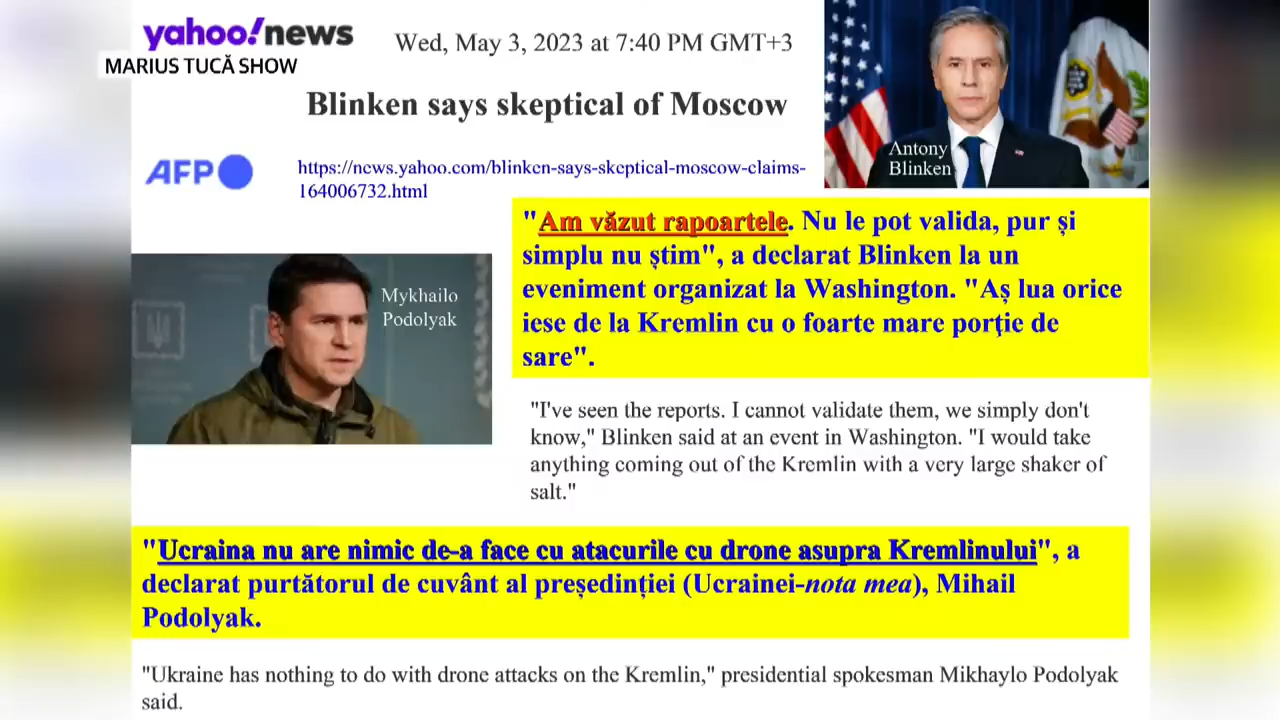 yahoo!news
MARIUS TUCĂ SHOW
Wed, May 3, 2023 at 7:40 PM GMT+3
Blinken says skeptical of Moscow
AFP
https://news.yahoo.com/blinken-says-skeptical-moscow-claims-
164006732.html
Antony
Blinken
"Am văzut rapoartele. Nu le pot valida, pur și
simplu nu știm", a declarat Blinken la un
eveniment organizat la Washington. "Aș lua orice
iese de la Kremlin cu o foarte mare porţie de
sare".
Mykhailo
Podolyak
"I've seen the reports. I cannot validate them, we simply don't
know," Blinken said at an event in Washington. "I would take
anything coming out of the Kremlin with a very large shaker of
salt."
"Ucraina nu are nimic de-a face cu atacurile cu drone asupra Kremlinului", a
declarat purtătorul de cuvânt al președinției (Ucrainei-nota mea), Mihail
Podolyak.
"Ukraine has nothing to do with drone attacks on the Kremlin," presidential spokesman Mikhaylo Podolyak
said.